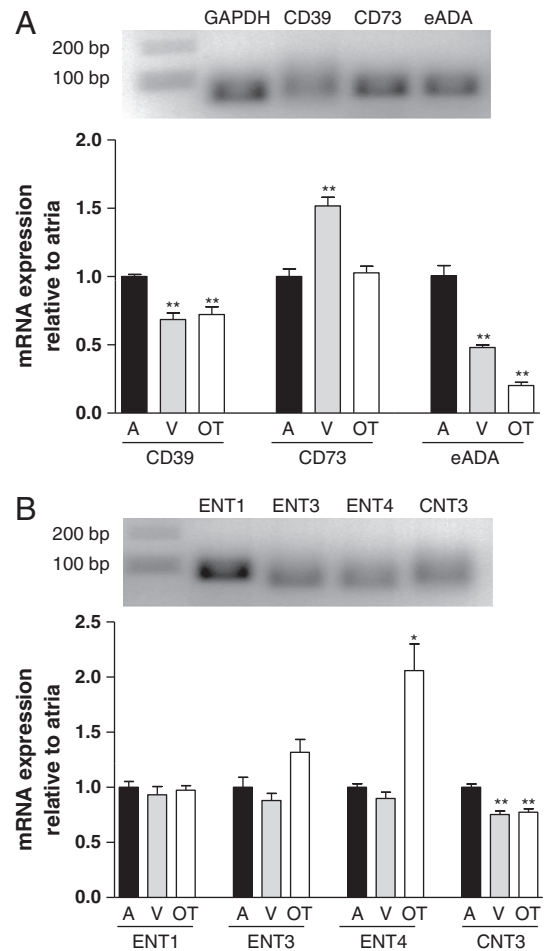 A
GAPDH CD39 CD73 eADA
200 bp
100 bp
mRNA expression
relative to atria
2.0
1.5
1.0
0.5
0.0
**
**
**
**
**
A V OT A V OT A V OT
CD39 CD73 eADA
B
ENT1 ENT3 ENT4 CNT3
200 bp
100 bp
mRNA expression
relative to atria
2.5
2.0
1.5
1.0
0.5
0.0
*
** **
A V OT A V OT A V OT A V OT
ENT1 ENT3 ENT4 CNT3